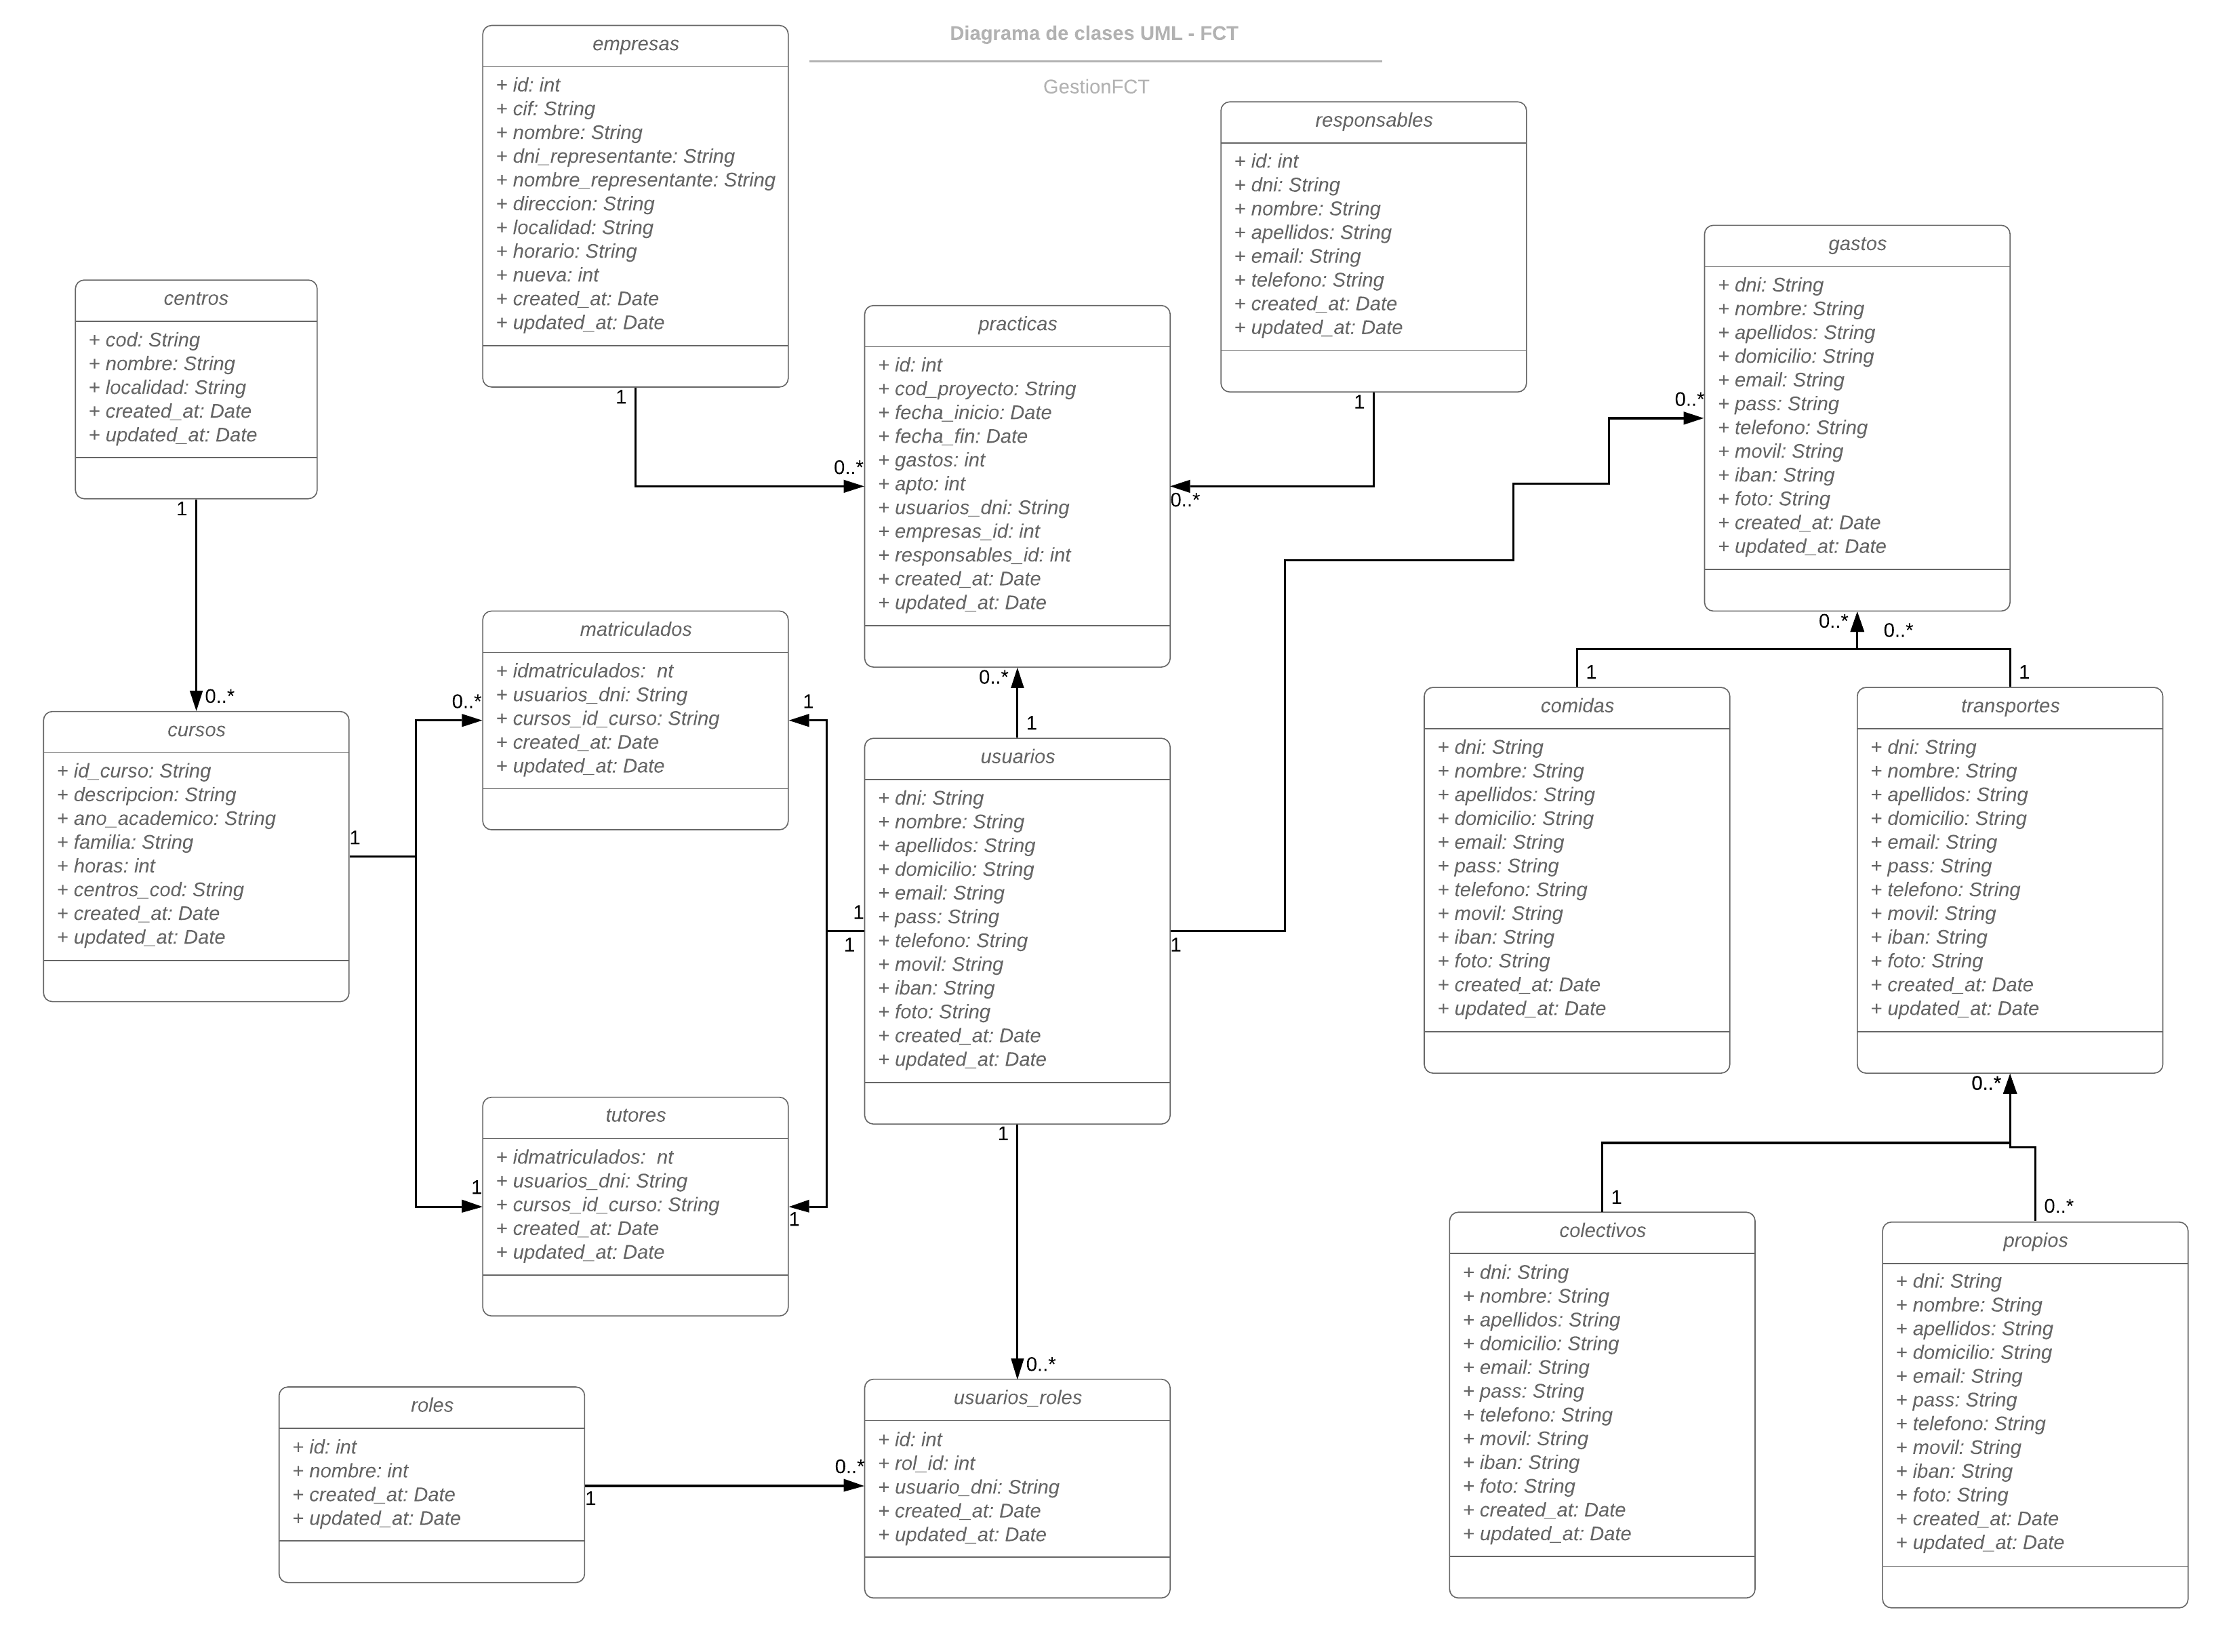 Diagrama de clases UML - FCT
GestionFCT
empresas
+ id: int
+ cif: String
+ nombre: String
+ dni_representante: String
+ nombre_representante: String
+ direccion: String
+ localidad: String
+ horario: String
+ nueva: int
+ created_at: Date
+ updated_at: Date
1
0..*
responsables
+ id: int
+ dni: String
+ nombre: String
+ apellidos: String
+ email: String
+ telefono: String
+ created_at: Date
+ updated_at: Date
1
0..*
gastos
+ dni: String
+ nombre: String
+ apellidos: String
+ domicilio: String
+ email: String
+ pass: String
+ telefono: String
+ movil: String
+ iban: String
+ foto: String
+ created_at: Date
+ updated_at: Date
0..*
0..*
0..*
centros
+ cod: String
+ nombre: String
+ localidad: String
+ created_at: Date
+ updated_at: Date
1
0..*
practicas
+ id: int
+ cod_proyecto: String
+ fecha_inicio: Date
+ fecha_fin: Date
+ gastos: int
+ apto: int
+ usuarios_dni: String
+ empresas_id: int
+ responsables_id: int
+ created_at: Date
+ updated_at: Date
0..*
1
matriculados
+ idmatriculados:  nt
+ usuarios_dni: String
+ cursos_id_curso: String
+ created_at: Date
+ updated_at: Date
0..*
1
cursos
+ id_curso: String
+ descripcion: String
+ ano_academico: String
+ familia: String
+ horas: int
+ centros_cod: String
+ created_at: Date
+ updated_at: Date
1
usuarios
+ dni: String
+ nombre: String
+ apellidos: String
+ domicilio: String
+ email: String
+ pass: String
+ telefono: String
+ movil: String
+ iban: String
+ foto: String
+ created_at: Date
+ updated_at: Date
1
1
1
1
comidas
+ dni: String
+ nombre: String
+ apellidos: String
+ domicilio: String
+ email: String
+ pass: String
+ telefono: String
+ movil: String
+ iban: String
+ foto: String
+ created_at: Date
+ updated_at: Date
1
transportes
+ dni: String
+ nombre: String
+ apellidos: String
+ domicilio: String
+ email: String
+ pass: String
+ telefono: String
+ movil: String
+ iban: String
+ foto: String
+ created_at: Date
+ updated_at: Date
1
0..*
tutores
+ idmatriculados:  nt
+ usuarios_dni: String
+ cursos_id_curso: String
+ created_at: Date
+ updated_at: Date
1
1
roles
+ id: int
+ nombre: int
+ created_at: Date
+ updated_at: Date
1
0..*
usuarios_roles
+ id: int
+ rol_id: int
+ usuario_dni: String
+ created_at: Date
+ updated_at: Date
0..*
colectivos
+ dni: String
+ nombre: String
+ apellidos: String
+ domicilio: String
+ email: String
+ pass: String
+ telefono: String
+ movil: String
+ iban: String
+ foto: String
+ created_at: Date
+ updated_at: Date
1
propios
+ dni: String
+ nombre: String
+ apellidos: String
+ domicilio: String
+ email: String
+ pass: String
+ telefono: String
+ movil: String
+ iban: String
+ foto: String
+ created_at: Date
+ updated_at: Date
0..*